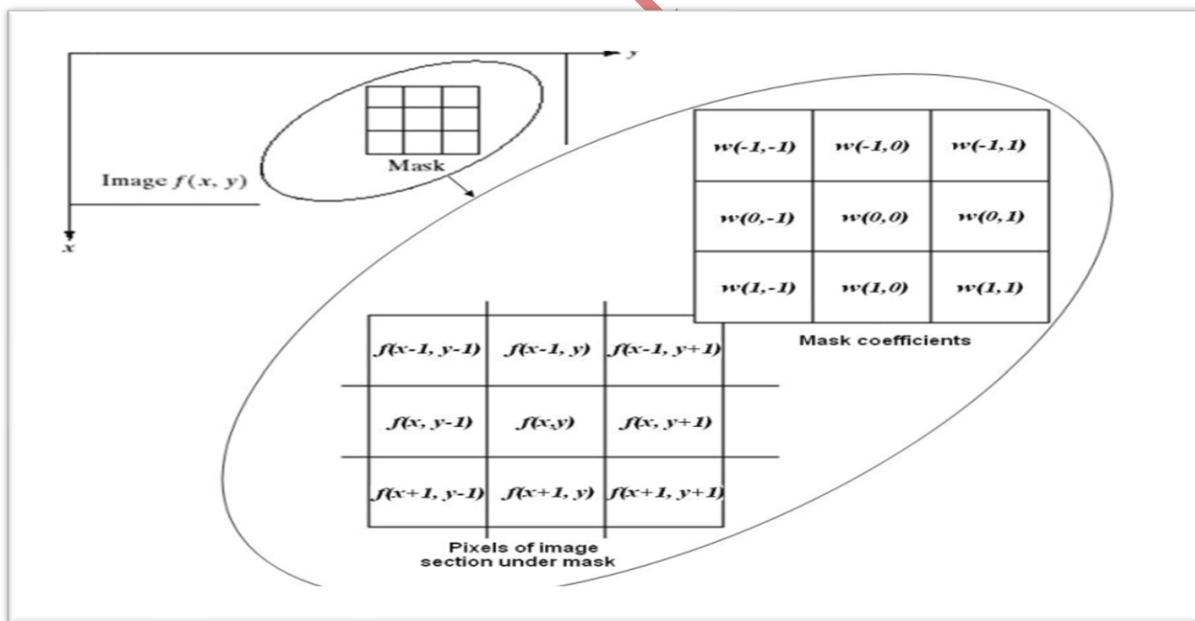 y
Mask
Image f(x, y)
x
w(-1,-1) w(-1,0) w(-1,1)
w(0,-1) w(0,0) w(0,1)
w(1,-1) w(1,0) w(1,1)
Mask coefficients
f(x-1, y-1) f(x-1, y) f(x-1, y+1)
f(x, y-1) f(x,y) f(x, y+1)
f(x+1, y-1) f(x+1, y) f(x+1, y+1)
Pixels of image
section under mask